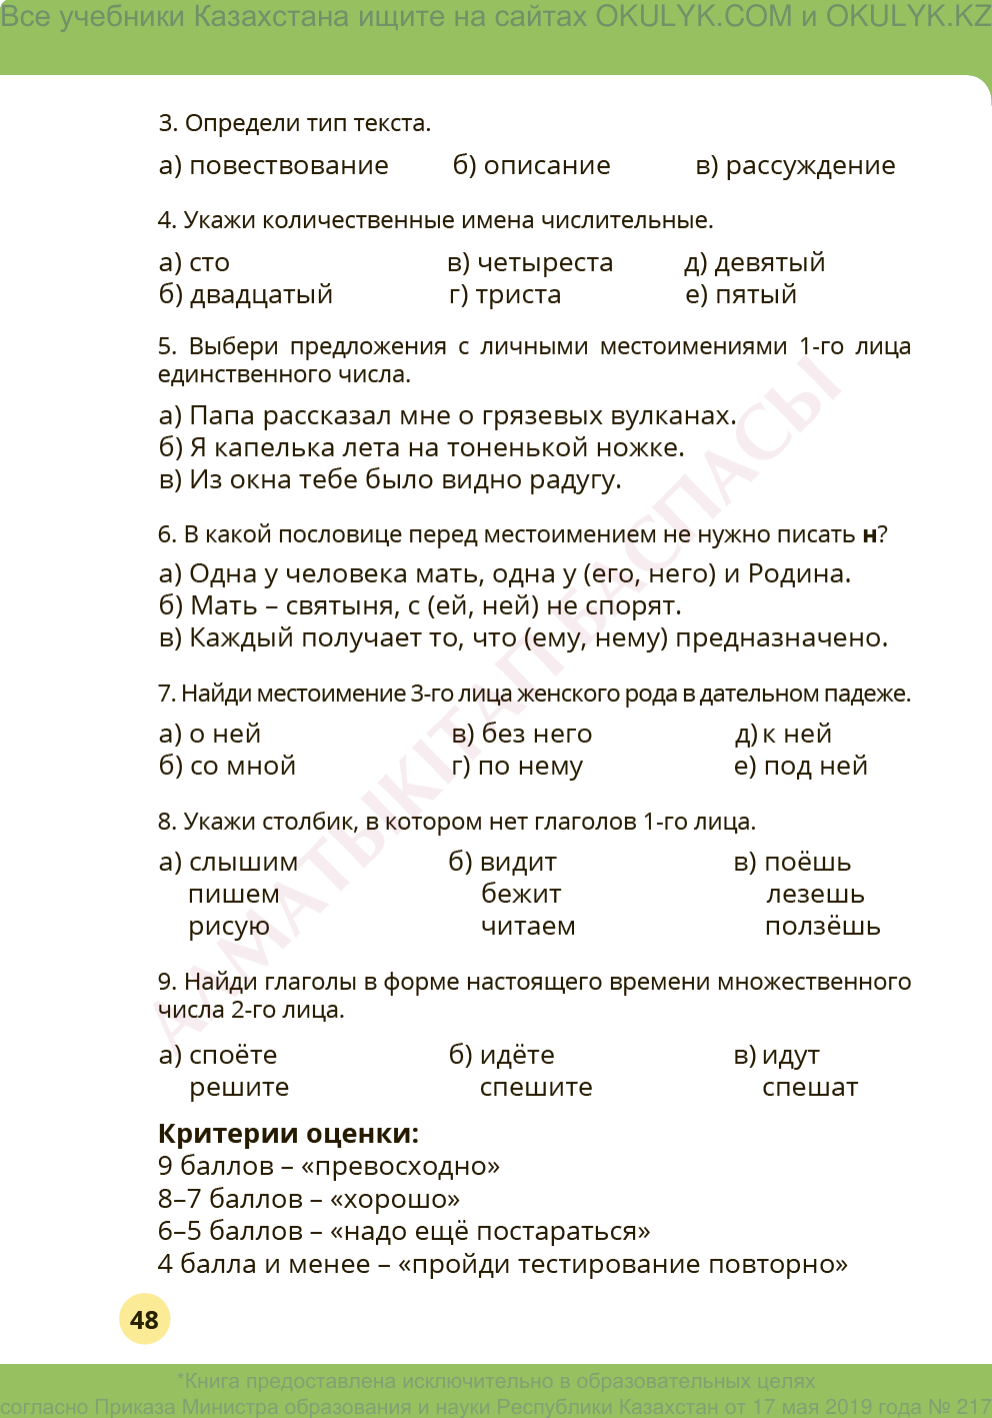 Все учебники Казахстана ищите на сайтах OKULYK.COM и OKULYK.KZ
3. Определи тип текста.
а) повествование б) описание в) рассуждение
4. Укажи количественные имена числительные.
а) сто в) четыреста д) девятый
б) двадцатый г) триста е) пятый
5. Выбери предложения с личными местоимениями 1-го лица
единственного числа.
а) Папа рассказал мне о грязевых вулканах.
б) Я капелька лета на тоненькой ножке.
в) Из окна тебе было видно радугу.
6. В какой пословице перед местоимением не нужно писать н?
а) Одна у человека мать, одна у (его, него) и Родина.
б) Мать – святыня, с (ей, ней) не спорят.
в) Каждый получает то, что (ему, нему) предназначено.
7. Найди местоимение 3-го лица женского рода в дательном падеже.
а) о ней в) без него д) к ней
б) со мной г) по нему е) под ней
8. Укажи столбик, в котором нет глаголов 1-го лица.
а) слышим б) видит в) поёшь
пишем бежит лезешь
рисую читаем ползёшь
9. Найди глаголы в форме настоящего времени множественного
числа 2-го лица.
а) споёте б) идёте в) идут
решите спешите спешат
Критерии оценки:
9 баллов – «превосходно»
8–7 баллов – «хорошо»
6–5 баллов – «надо ещё постараться»
4 балла и менее – «пройди тестирование повторно»
48
АЛМАТЫКІТАП БАСПАСЫ
*Книга предоставлена исключительно в образовательных целях
согласно Приказа Министра образования и науки Республики Казахстан от 17 мая 2019 года № 217